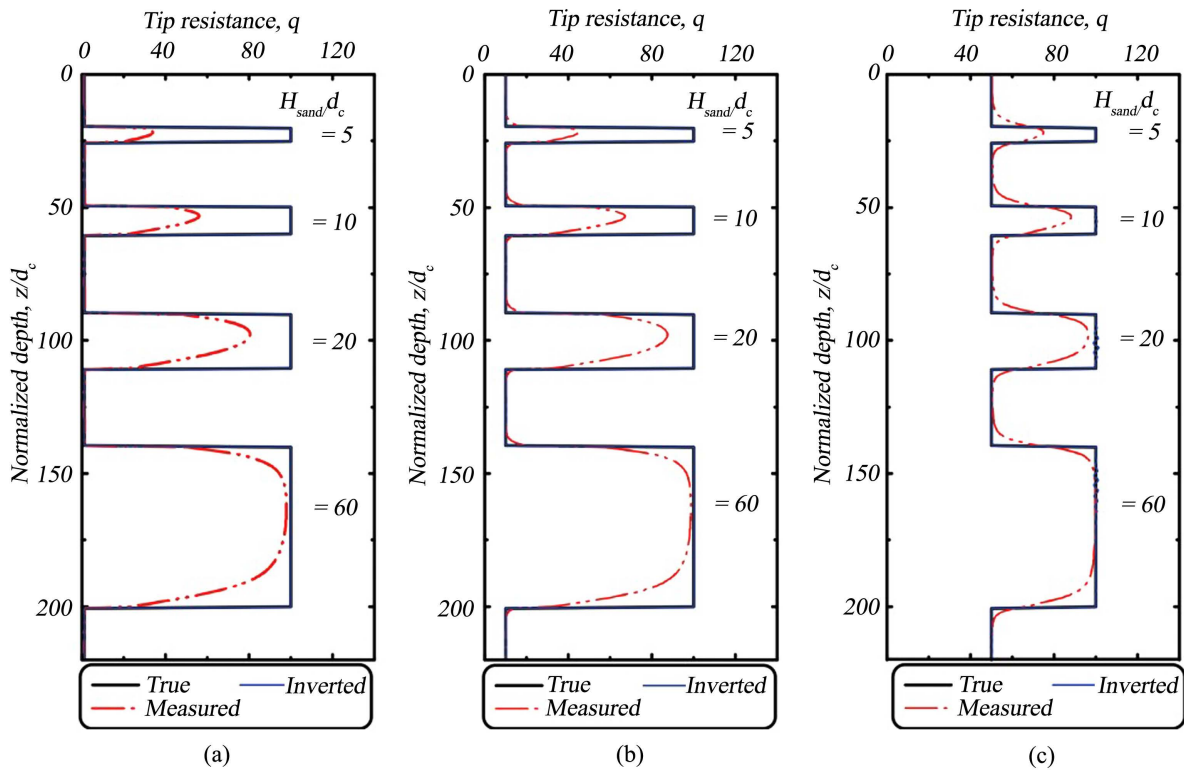 Tip resistance, q
0 40 80 120
Normalized depth, z/d_c
0
50
100
150
200
H_sand/d_c
= 5
= 10
= 20
= 60
True Inverted
Measured
(a)
Tip resistance, q
0 40 80 120
Normalized depth, z/d_c
0
50
100
150
200
H_sand/d_c
= 5
= 10
= 20
= 60
True Inverted
Measured
(b)
Tip resistance, q
0 40 80 120
Normalized depth, z/d_c
0
50
100
150
200
H_sand/d_c
= 5
= 10
= 20
= 60
True Inverted
Measured
(c)